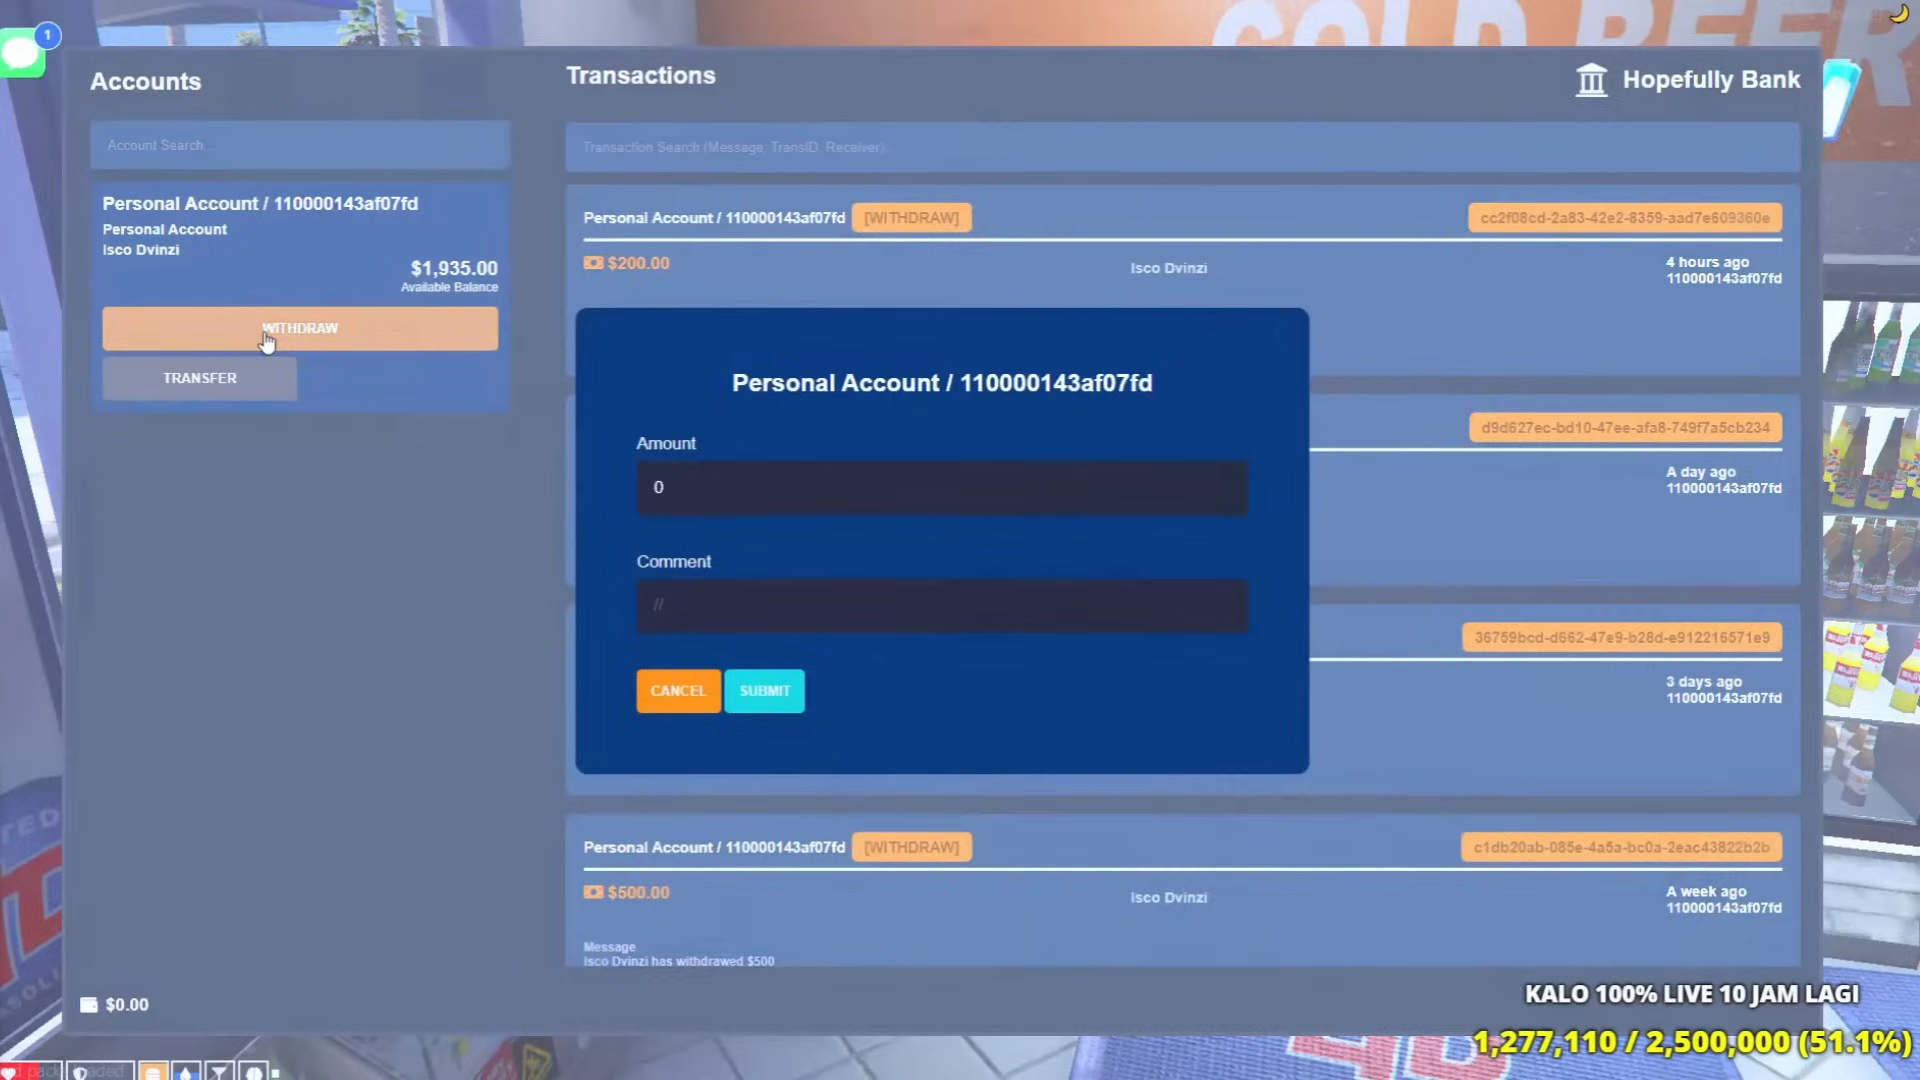 COLD BEER
1
Accounts
Transactions
Hopefully Bank
Account Search...
Transaction Search (Message, TransID, Receiver)...
Personal Account / 110000143af07fd
Personal Account
Isco Dvinzi
$1,935.00
Available Balance
WITHDRAW
TRANSFER
Personal Account / 110000143af07fd [WITHDRAW] cc2f08cd-2a83-42e2-8359-aad7e609360e
$200.00 Isco Dvinzi 4 hours ago
110000143af07fd
d9d627ec-bd10-47ee-afa8-749f7a5cb234
A day ago
110000143af07fd
36759bcd-d662-47e9-b28d-e912216571e9
3 days ago
110000143af07fd
Personal Account / 110000143af07fd
Amount
0
Comment
//
CANCEL SUBMIT
Personal Account / 110000143af07fd [WITHDRAW] c1db20ab-085e-4a5a-bc0a-2eac43822b2b
$500.00 Isco Dvinzi A week ago
110000143af07fd
Message
Isco Dvinzi has withdrawed $500
$0.00
KALO 100% LIVE 10 JAM LAGI
1,277,110 / 2,500,000 (51.1%)